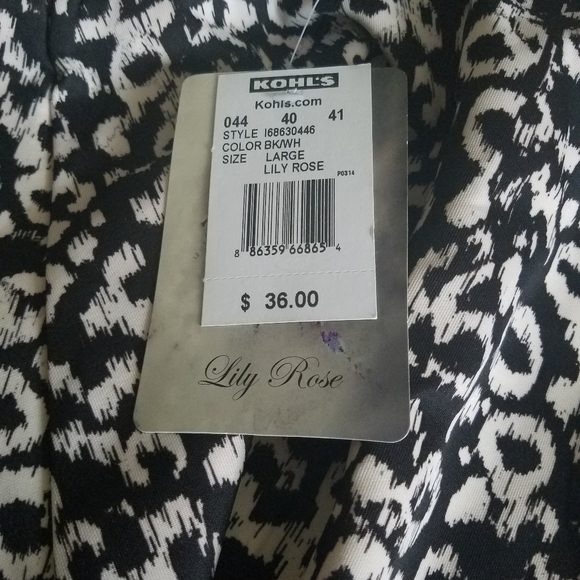 KOHL'S
Kohls.com
044 40 41
STYLE I68630446
COLOR BK/WH
SIZE LARGE
LILY ROSE
P0314
8 86359 66865 4
$ 36.00
Lily Rose